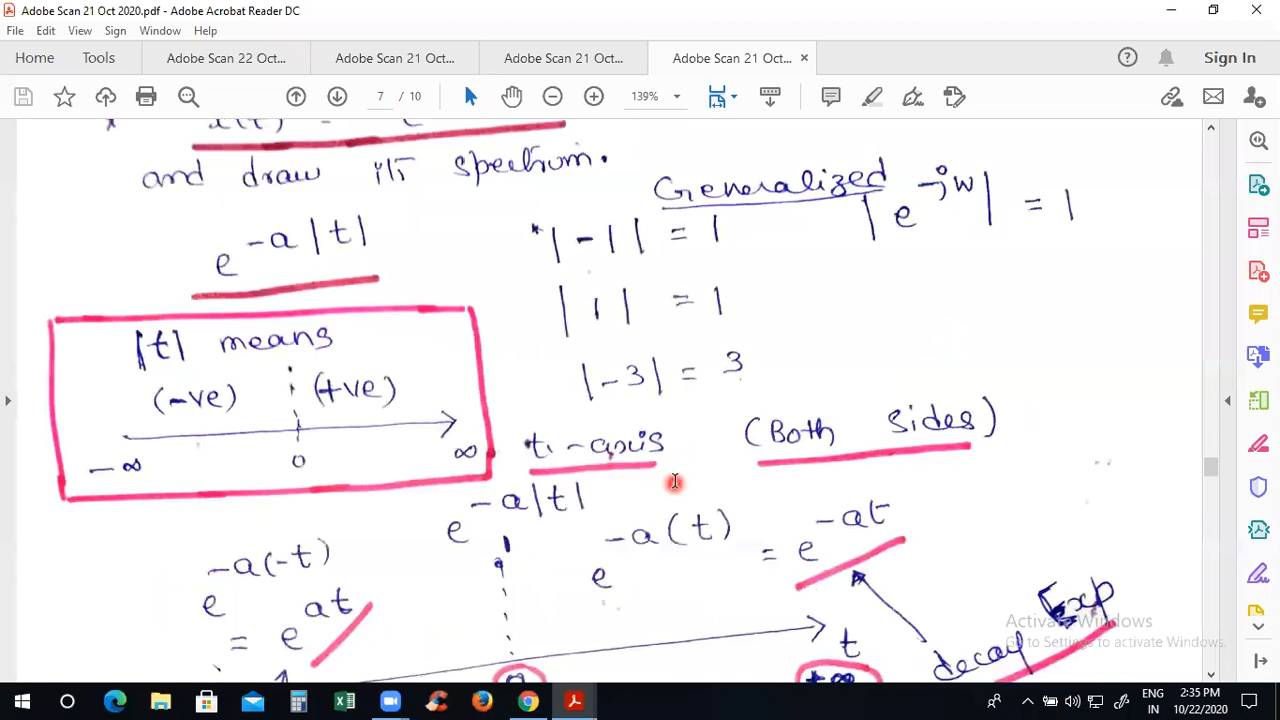 Adobe Scan 21 Oct 2020.pdf - Adobe Acrobat Reader DC
File Edit View Sign Window Help
Home Tools Adobe Scan 22 Oct... Adobe Scan 21 Oct... Adobe Scan 21 Oct... Adobe Scan 21 Oct... × Sign In
7 / 10 139%
and draw its spectrum.
Generalized |e^-jw| = 1
e^-a|t|
*|-1| = 1
|1| = 1
|-3| = 3
|t| means
(-ve) (+ve)
-∞ 0 ∞
t-axis (Both sides)
e^-a|t|
e^-a(-t)
= e^at
e^-a(t) = e^-at
t
0 +∞
decay Exp
Activate Windows
Go to Settings to activate Windows.
ENG
IN
2:35 PM
10/22/2020